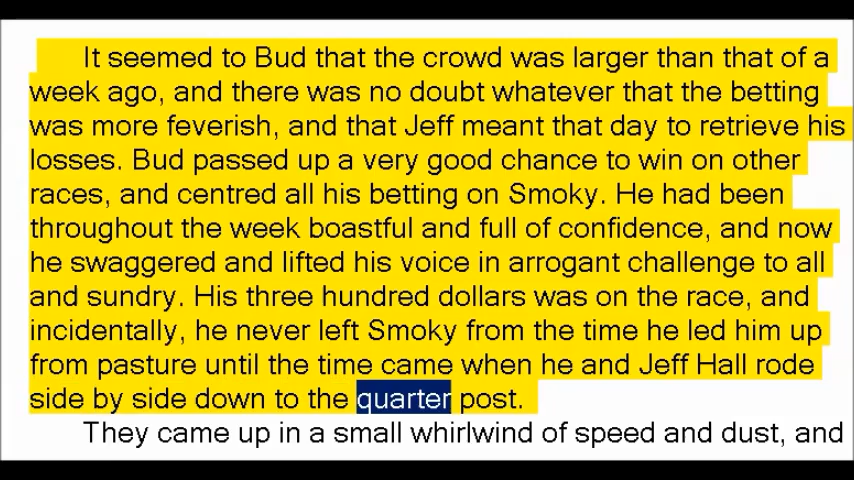 It seemed to Bud that the crowd was larger than that of a
week ago, and there was no doubt whatever that the betting
was more feverish, and that Jeff meant that day to retrieve his
losses. Bud passed up a very good chance to win on other
races, and centred all his betting on Smoky. He had been
throughout the week boastful and full of confidence, and now
he swaggered and lifted his voice in arrogant challenge to all
and sundry. His three hundred dollars was on the race, and
incidentally, he never left Smoky from the time he led him up
from pasture until the time came when he and Jeff Hall rode
side by side down to the quarter post.
They came up in a small whirlwind of speed and dust, and